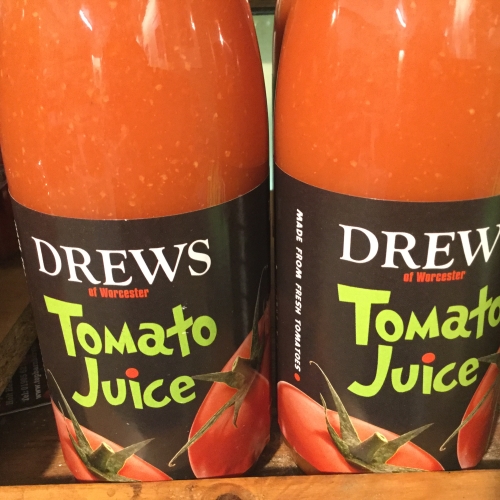 DREWS
of Worcester
Tomato
Juice
MADE FROM FRESH TOMATOES
DREW
of Worcester
Tomato
Juice